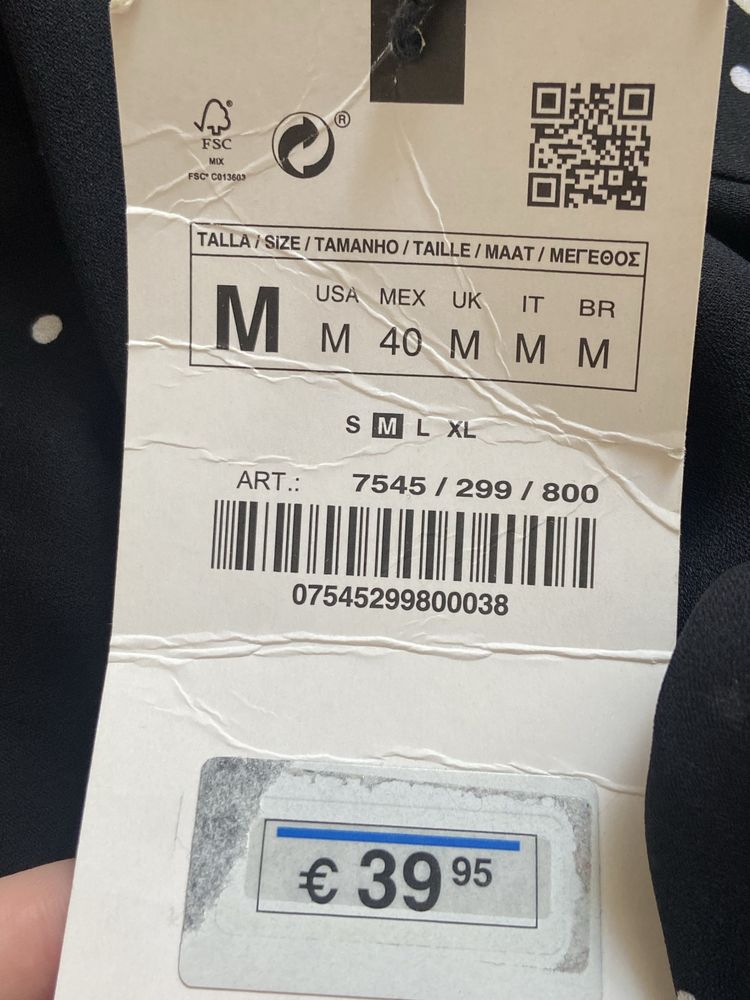 FSC®
MIX
FSC® C013603
®
TALLA / SIZE / TAMANHO / TAILLE / MAAT / ΜΕΓΕΘΟΣ
M
USA MEX UK IT BR
M 40 M M M
S M L XL
ART.: 7545 / 299 / 800
07545299800038
€ 39 95